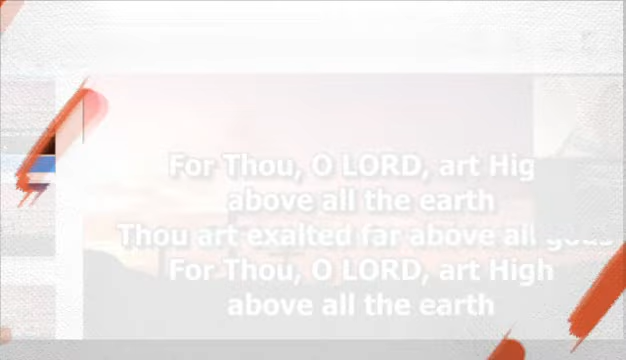 For Thou, O LORD, art Hig
above all the earth
Thou art exalted far above all gods
For Thou, O LORD, art High
above all the earth